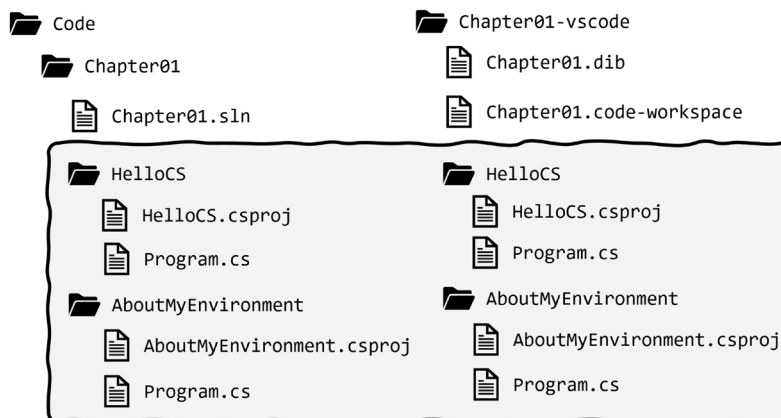 Code
Chapter01
Chapter01.sln
HelloCS
HelloCS.csproj
Program.cs
AboutMyEnvironment
AboutMyEnvironment.csproj
Program.cs
Chapter01-vscode
Chapter01.dib
Chapter01.code-workspace
HelloCS
HelloCS.csproj
Program.cs
AboutMyEnvironment
AboutMyEnvironment.csproj
Program.cs